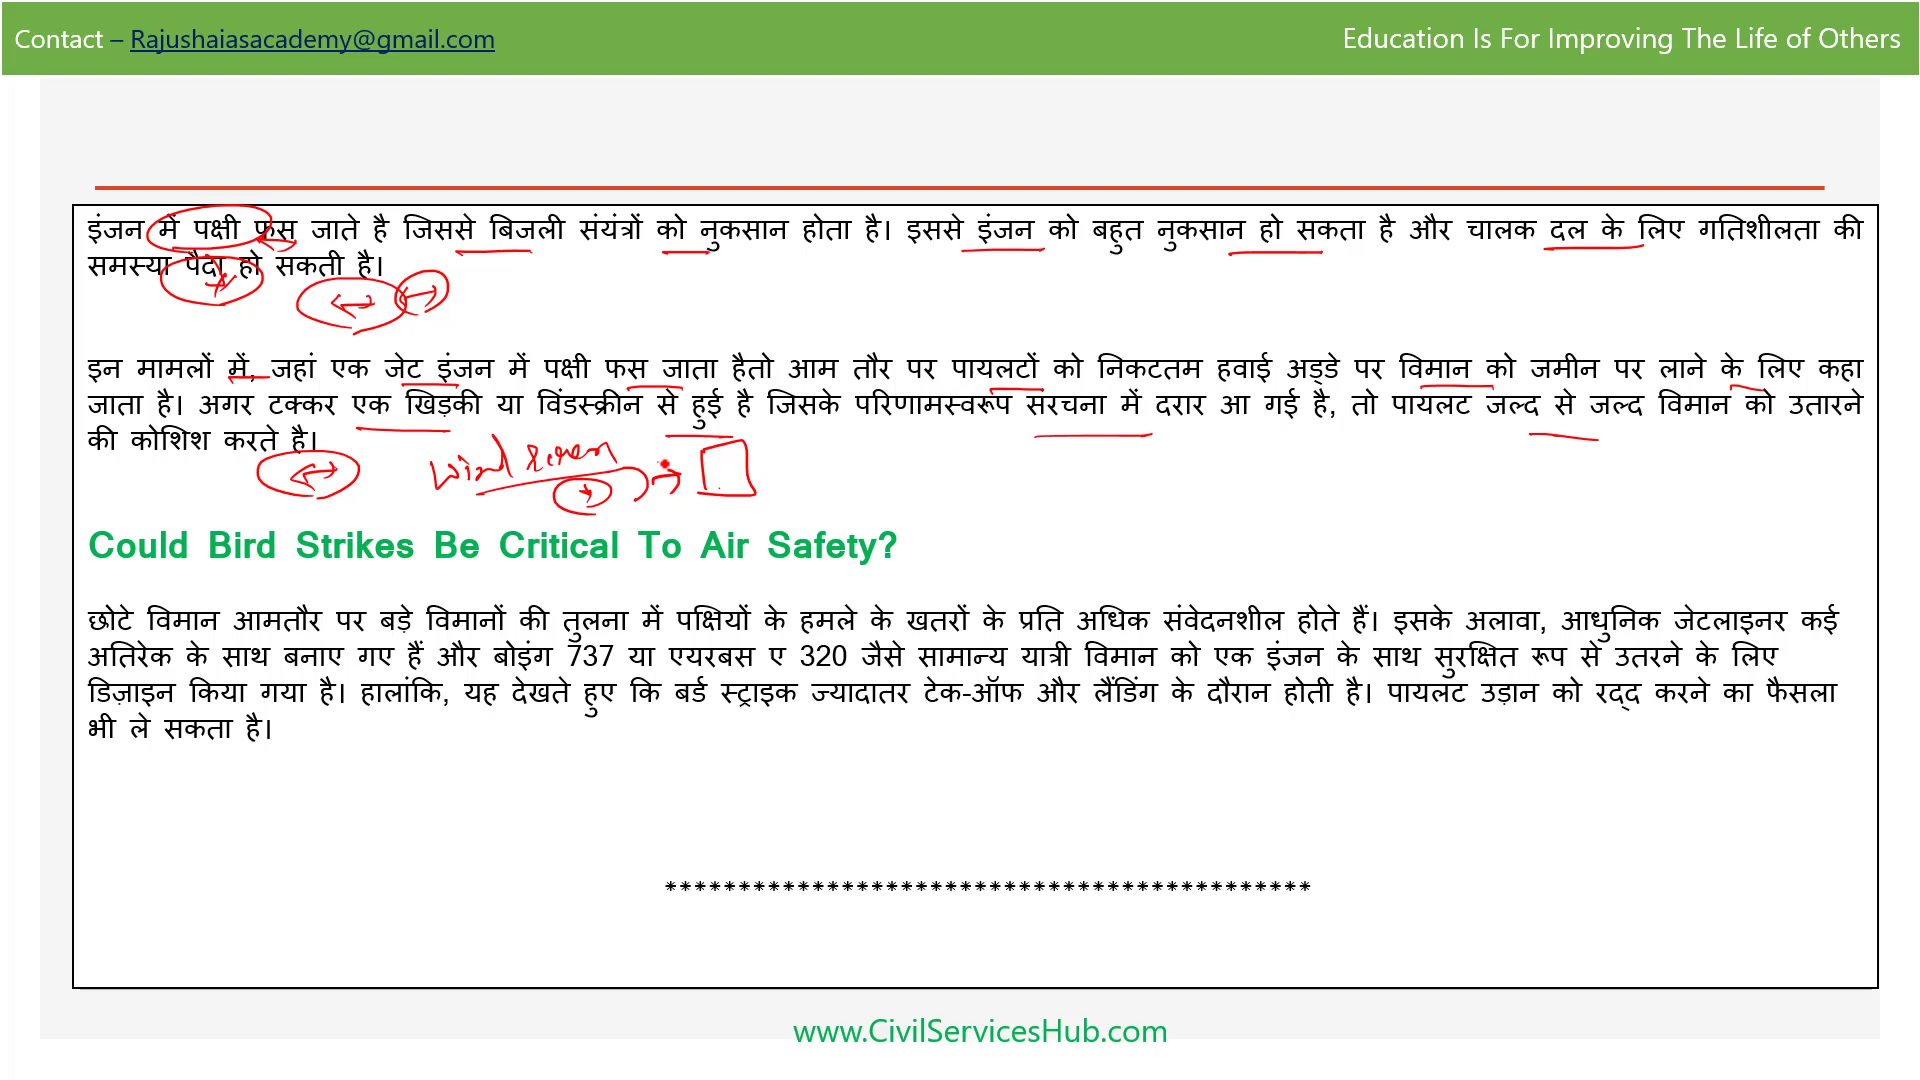 Contact – Rajushaiasacademy@gmail.com
Education Is For Improving The Life of Others
इंजन में पक्षी फस जाते है जिससे बिजली संयंत्रों को नुकसान होता है। इससे इंजन को बहुत नुकसान हो सकता है और चालक दल के लिए गतिशीलता की
समस्या पैदा हो सकती है।
इन मामलों में, जहां एक जेट इंजन में पक्षी फस जाता हैतो आम तौर पर पायलटों को निकटतम हवाई अड्डे पर विमान को जमीन पर लाने के लिए कहा
जाता है। अगर टक्कर एक खिड़की या विंडस्क्रीन से हुई है जिसके परिणामस्वरूप संरचना में दरार आ गई है, तो पायलट जल्द से जल्द विमान को उतारने
की कोशिश करते है।
Wind screen
Could Bird Strikes Be Critical To Air Safety?
छोटे विमान आमतौर पर बड़े विमानों की तुलना में पक्षियों के हमले के खतरों के प्रति अधिक संवेदनशील होते हैं। इसके अलावा, आधुनिक जेटलाइनर कई
अतिरेक के साथ बनाए गए हैं और बोइंग 737 या एयरबस ए 320 जैसे सामान्य यात्री विमान को एक इंजन के साथ सुरक्षित रूप से उतरने के लिए
डिज़ाइन किया गया है। हालांकि, यह देखते हुए कि बर्ड स्ट्राइक ज्यादातर टेक-ऑफ और लैंडिंग के दौरान होती है। पायलट उड़ान को रद्द करने का फैसला
भी ले सकता है।
********************************************
www.CivilServicesHub.com